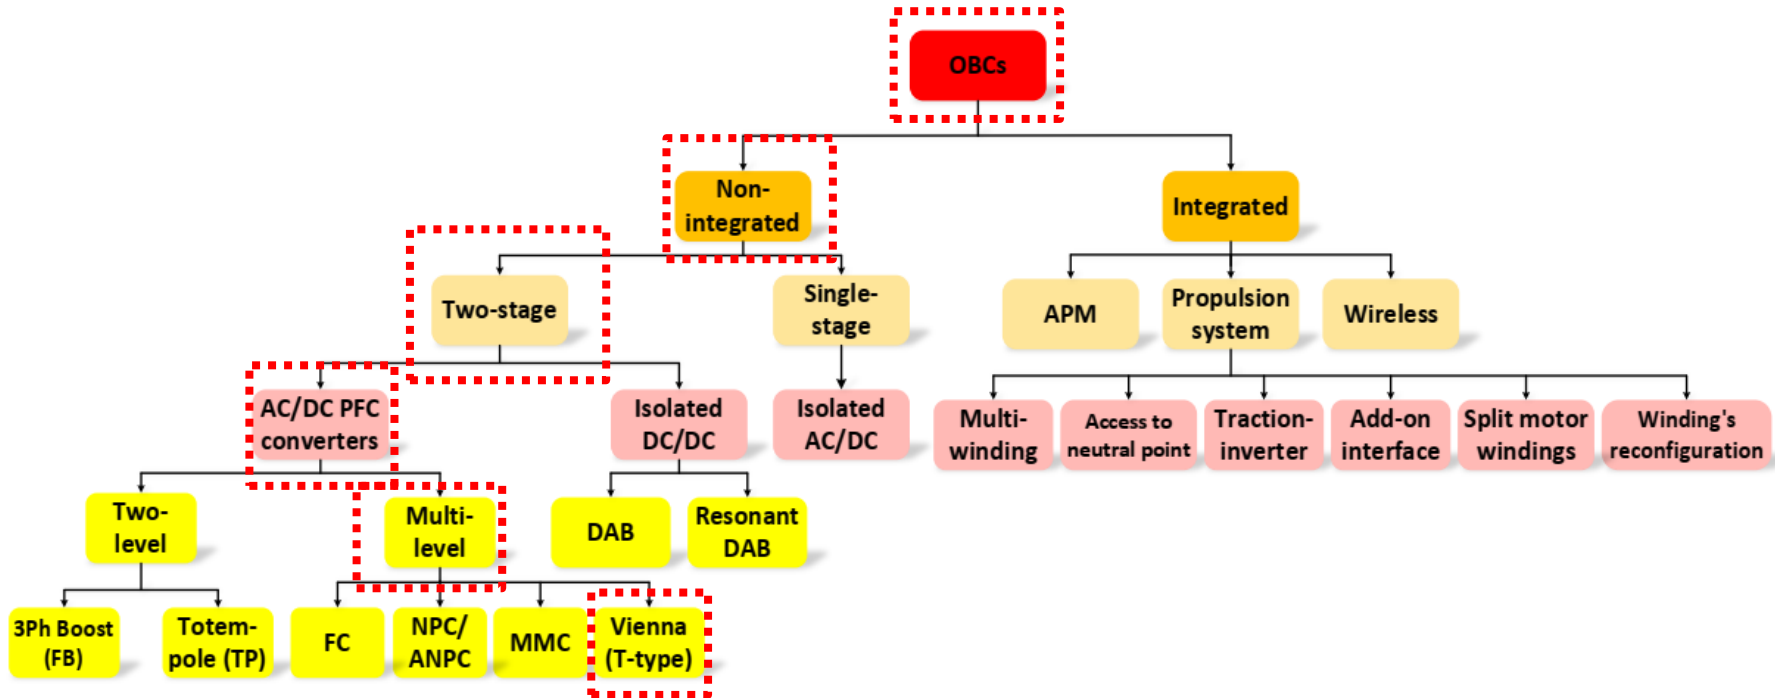 OBCs
Non-
integrated
Integrated
Two-stage
Single-
stage
APM
Propulsion
system
Wireless
AC/DC PFC
converters
Isolated
DC/DC
Isolated
AC/DC
Multi-
winding
Access to
neutral point
Traction-
inverter
Add-on
interface
Split motor
windings
Winding's
reconfiguration
Two-
level
Multi-
level
DAB
Resonant
DAB
3Ph Boost
(FB)
Totem-
pole (TP)
FC
NPC/
ANPC
MMC
Vienna
(T-type)